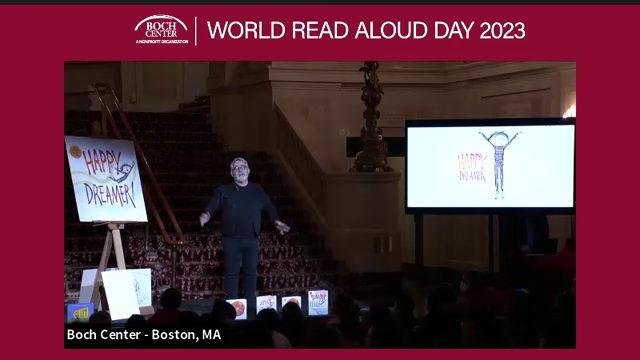 BOCH
CENTER
A NONPROFIT ORGANIZATION
WORLD READ ALOUD DAY 2023
HAPPY
DREAMER!
HAPPY
DREAMER
Boch Center - Boston, MA